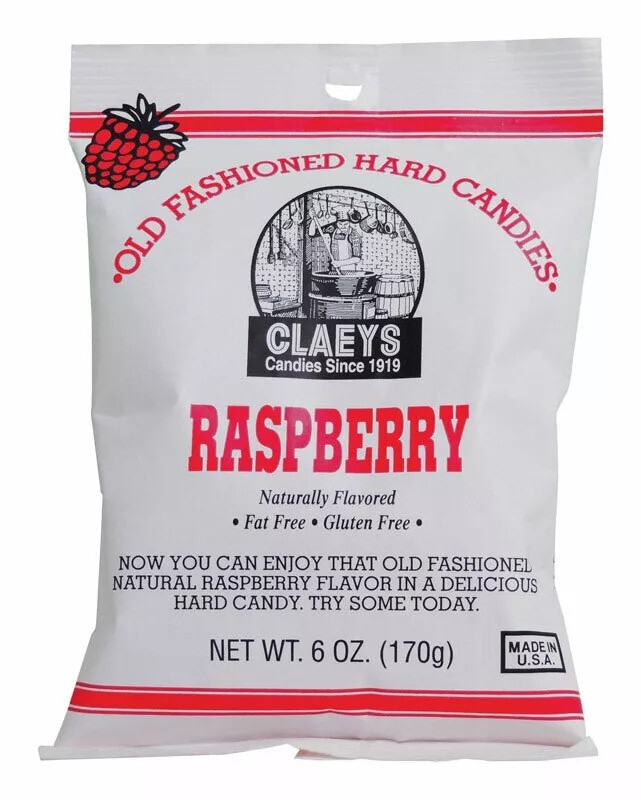 •OLD FASHIONED HARD CANDIES•
CLAEYS
Candies Since 1919
RASPBERRY
Naturally Flavored
• Fat Free • Gluten Free •
NOW YOU CAN ENJOY THAT OLD FASHIONEL
NATURAL RASPBERRY FLAVOR IN A DELICIOUS
HARD CANDY. TRY SOME TODAY.
NET WT. 6 OZ. (170g)
MADE IN
U.S.A.